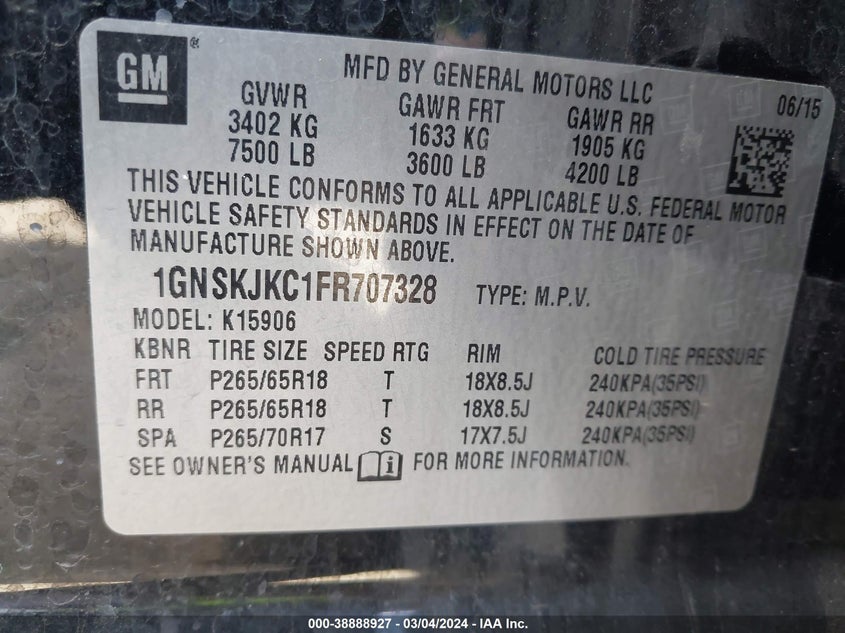 GM®
MFD BY GENERAL MOTORS LLC
06/15
GVWR GAWR FRT GAWR RR
3402 KG 1633 KG 1905 KG
7500 LB 3600 LB 4200 LB
THIS VEHICLE CONFORMS TO ALL APPLICABLE U.S. FEDERAL MOTOR
VEHICLE SAFETY STANDARDS IN EFFECT ON THE DATE OF
MANUFACTURE SHOWN ABOVE.
1GNSKJKC1FR707328 TYPE: M.P.V.
MODEL: K15906
KBNR TIRE SIZE SPEED RTG RIM COLD TIRE PRESSURE
FRT P265/65R18 T 18X8.5J 240KPA(35PSI)
RR P265/65R18 T 18X8.5J 240KPA(35PSI)
SPA P265/70R17 S 17X7.5J 240KPA(35PSI)
SEE OWNER'S MANUAL i FOR MORE INFORMATION.
000-38888927 - 03/04/2024 - IAA Inc.